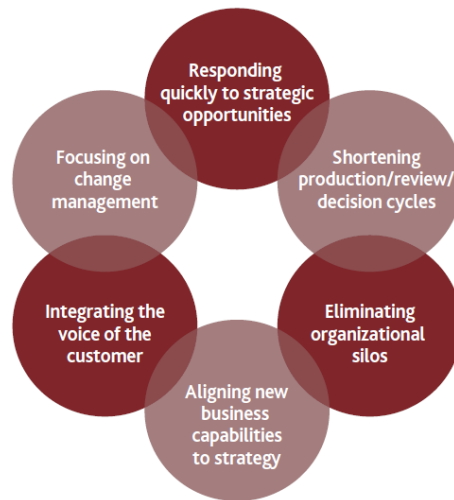 Responding
quickly to strategic
opportunities
Shortening
production/review/
decision cycles
Eliminating
organizational
silos
Aligning new
business
capabilities
to strategy
Integrating the
voice of the
customer
Focusing on
change
management